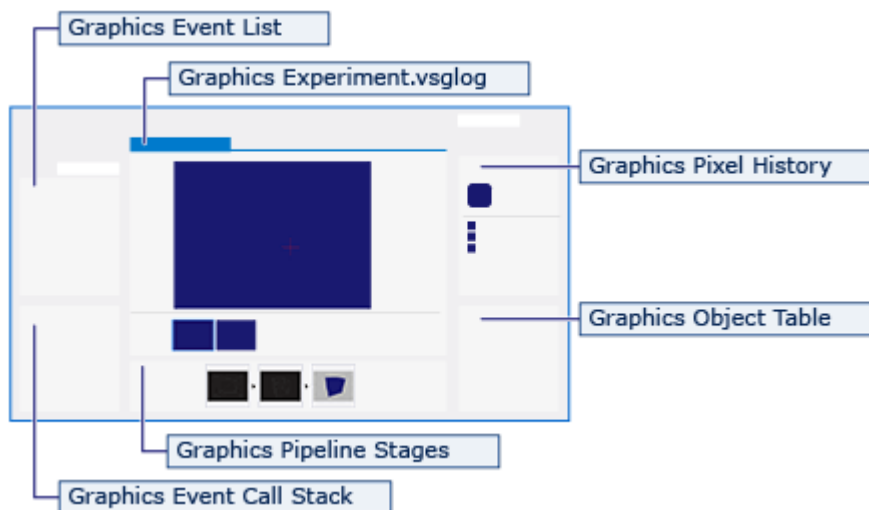 Graphics Event List
Graphics Experiment.vsglog
Graphics Pixel History
Graphics Object Table
Graphics Pipeline Stages
Graphics Event Call Stack